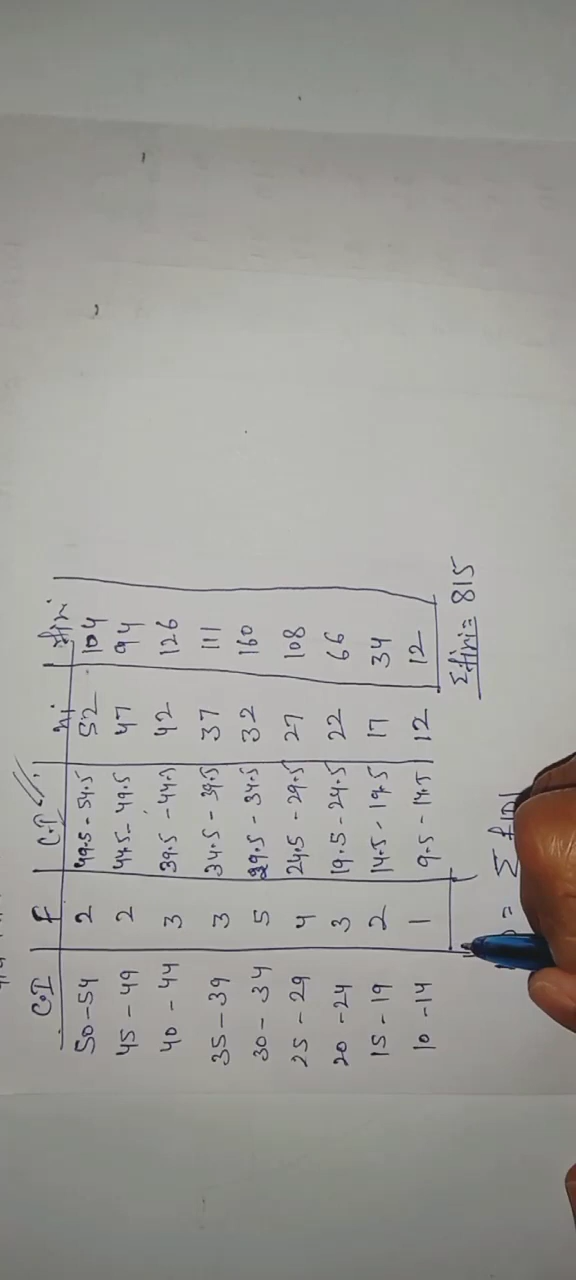 C.I F C.I xi fixi
50-54 2 49.5-54.5 52 104
45-49 2 44.5-49.5 47 94
40-44 3 39.5-44.5 42 126
35-39 3 34.5-39.5 37 111
30-34 5 29.5-34.5 32 160
25-29 4 24.5-29.5 27 108
20-24 3 19.5-24.5 22 66
15-19 2 14.5-19.5 17 34
10-14 1 9.5-14.5 12 12
Σfixi= 815
= Σ